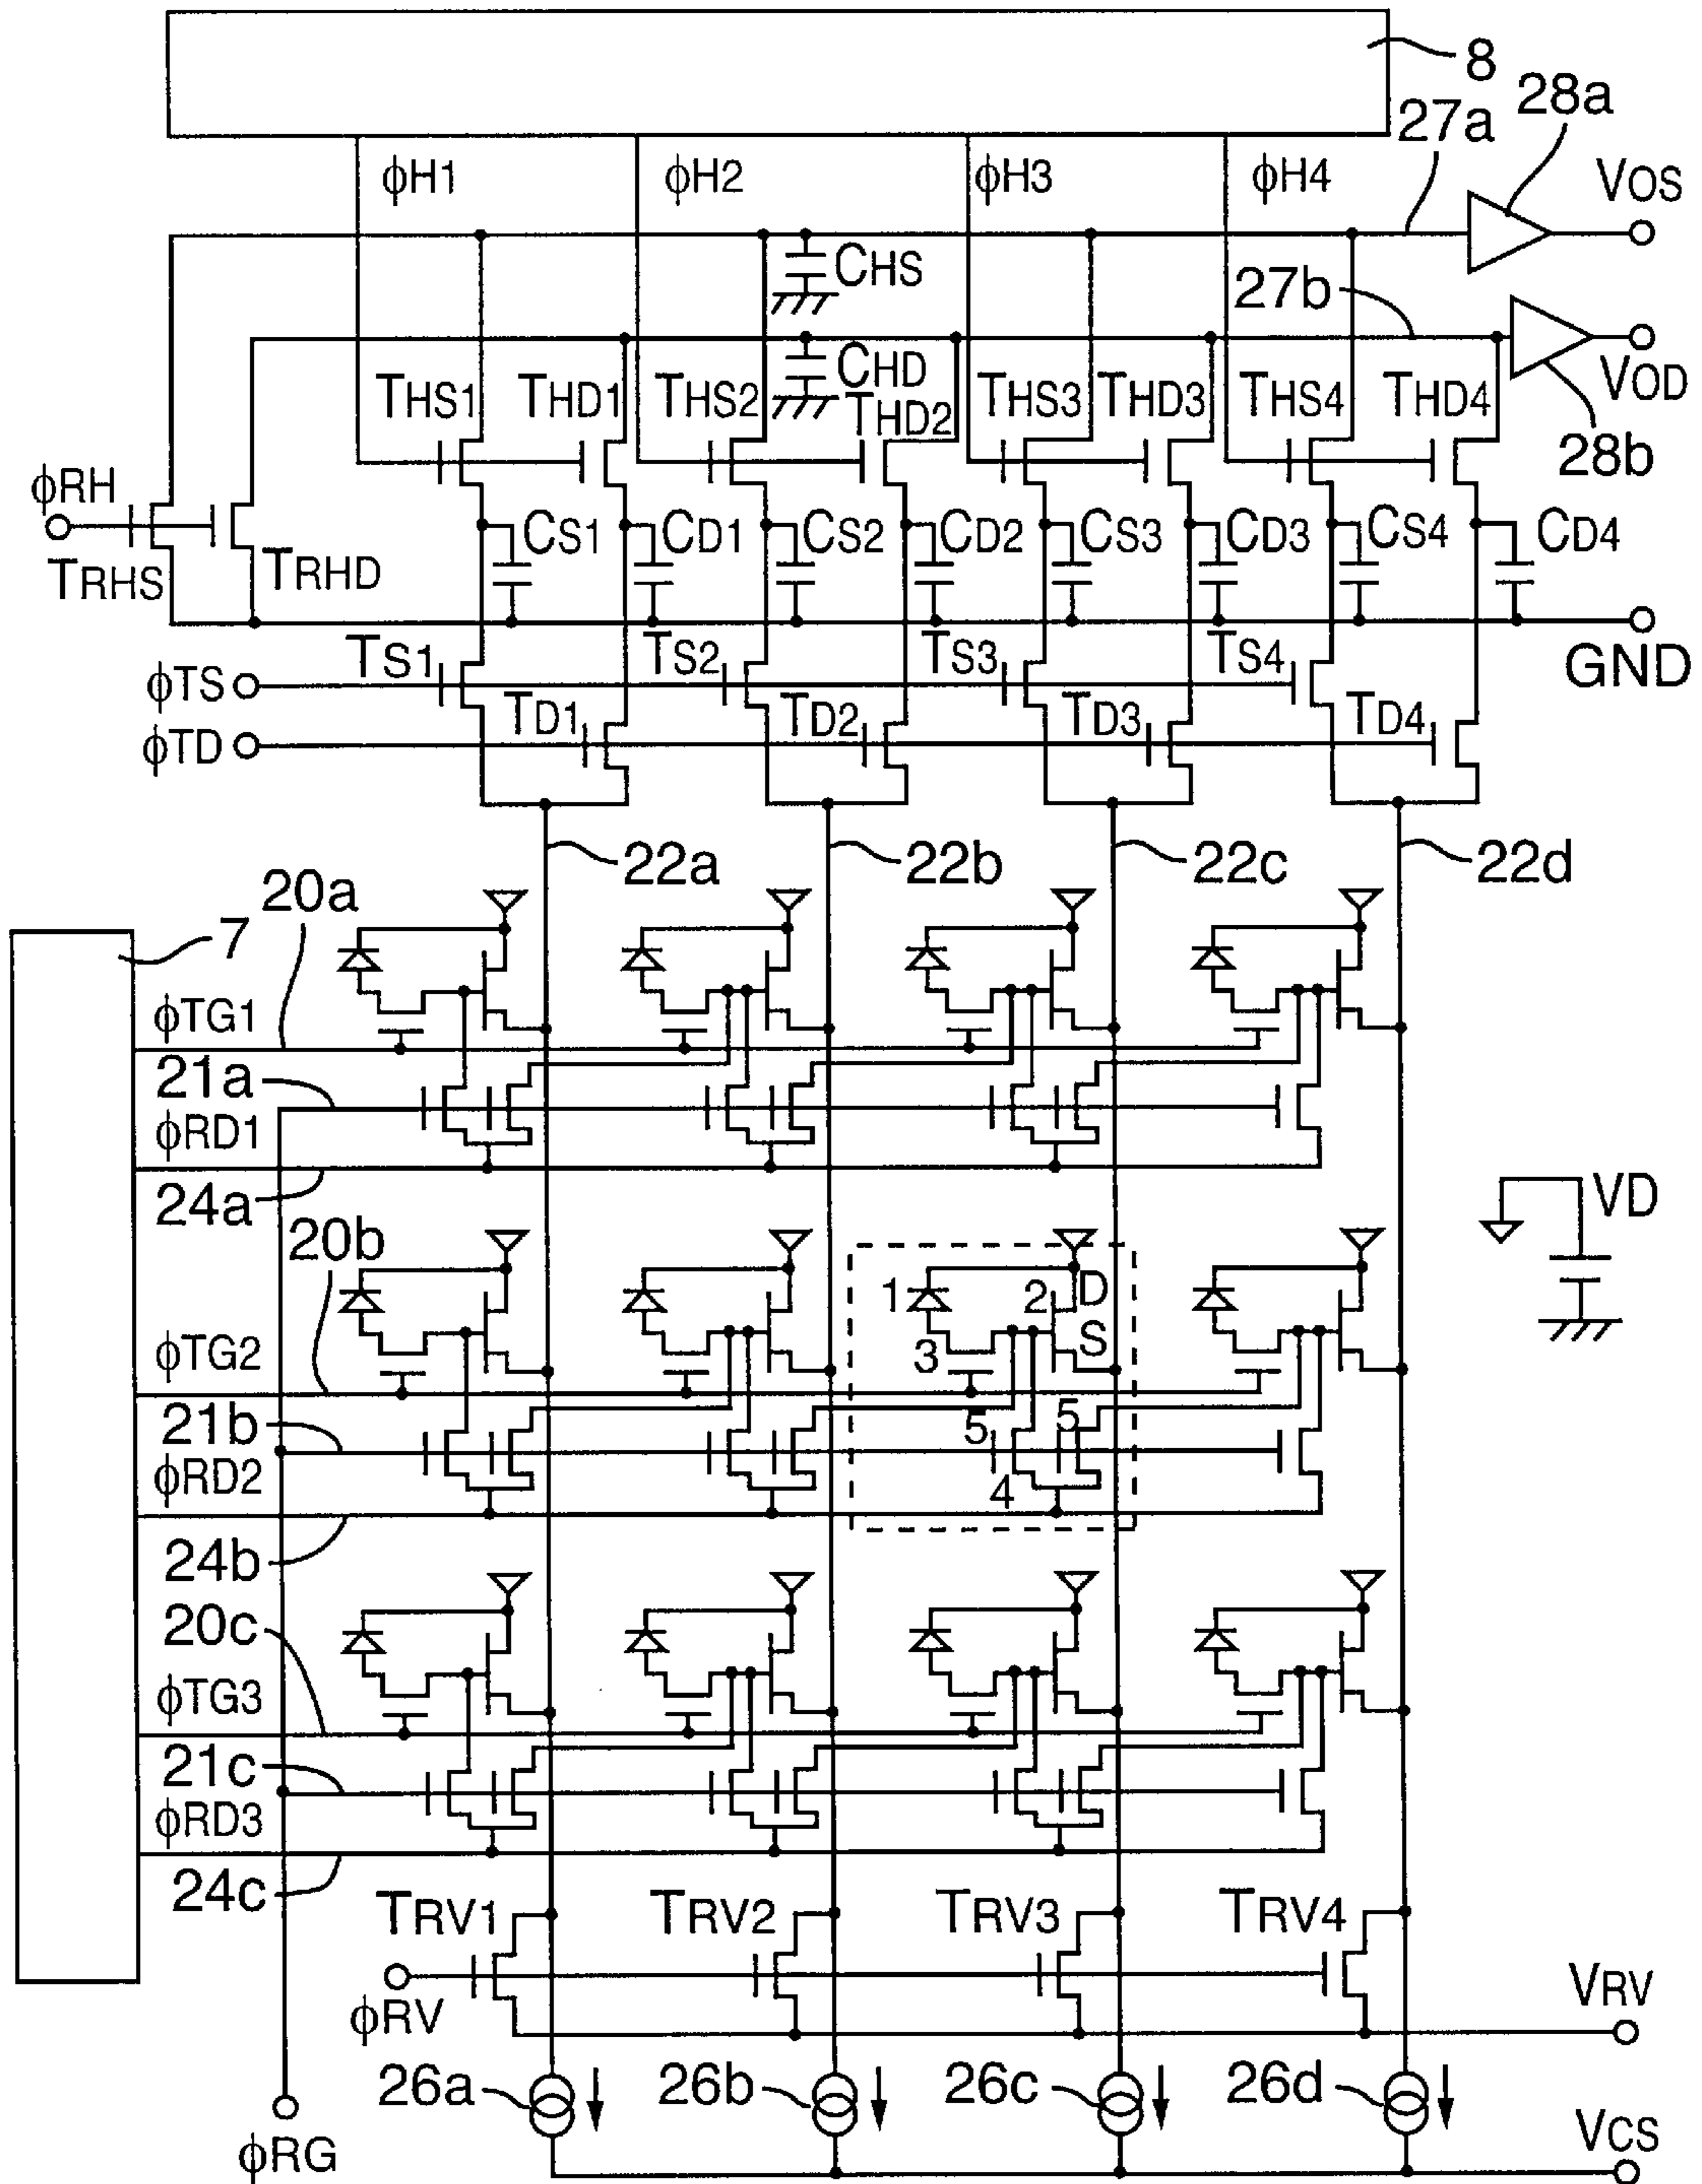 8
28a
27a
ϕH1 ϕH2 ϕH3 ϕH4
VOS
CHS
27b
CHD
VOD
THS1 THD1 THS2 THD2 THS3 THD3 THS4 THD4
28b
ϕRH
CS1 CD1 CS2 CD2 CS3 CD3 CS4 CD4
TRHS TRHD
TS1 TS2 TS3 TS4
GND
ϕTS
TD1 TD2 TD3 TD4
ϕTD
22a 22b 22c 22d
20a
7
ϕTG1
21a
ϕRD1
24a
VD
20b
1 2 D
S
ϕTG2
3
21b
5 5
ϕRD2
4
24b
20c
ϕTG3
21c
ϕRD3
24c
TRV1 TRV2 TRV3 TRV4
ϕRV
VRV
26a 26b 26c 26d
ϕRG
VCS